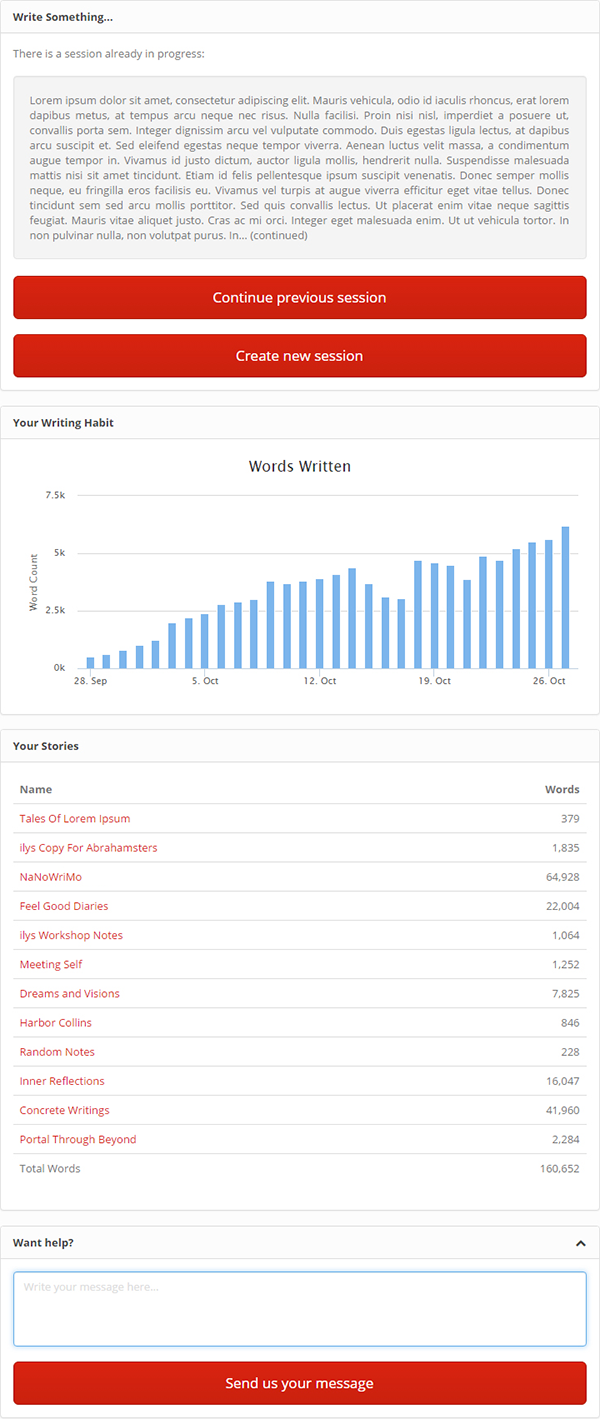 Write Something...
There is a session already in progress:
Lorem ipsum dolor sit amet, consectetur adipiscing elit. Mauris vehicula, odio id iaculis rhoncus, erat lorem
dapibus metus, at tempus arcu neque nec risus. Nulla facilisi. Proin nisi nisl, imperdiet a posuere ut,
convallis porta sem. Integer dignissim arcu vel vulputate commodo. Duis egestas ligula lectus, at dapibus
arcu suscipit et. Sed eleifend egestas neque tempor viverra. Aenean luctus velit massa, a condimentum
augue tempor in. Vivamus id justo dictum, auctor ligula mollis, hendrerit nulla. Suspendisse malesuada
mattis nisi sit amet tincidunt. Etiam id felis pellentesque ipsum suscipit venenatis. Donec semper mollis
neque, eu fringilla eros facilisis eu. Vivamus vel turpis at augue viverra efficitur eget vitae tellus. Donec
tincidunt sem sed arcu mollis porttitor. Sed quis convallis lectus. Ut placerat enim vitae neque sagittis
feugiat. Mauris vitae aliquet justo. Cras ac mi orci. Integer eget malesuada enim. Ut ut vehicula tortor. In
non pulvinar nulla, non volutpat purus. In... (continued)
Continue previous session
Create new session
Your Writing Habit
Words Written
Word Count
7.5k
5k
2.5k
0k
28. Sep 5. Oct 12. Oct 19. Oct 26. Oct
Your Stories
Name Words
Tales Of Lorem Ipsum 379
ilys Copy For Abrahamsters 1,835
NaNoWriMo 64,928
Feel Good Diaries 22,004
ilys Workshop Notes 1,064
Meeting Self 1,252
Dreams and Visions 7,825
Harbor Collins 846
Random Notes 228
Inner Reflections 16,047
Concrete Writings 41,960
Portal Through Beyond 2,284
Total Words 160,652
Want help?
Write your message here...
Send us your message